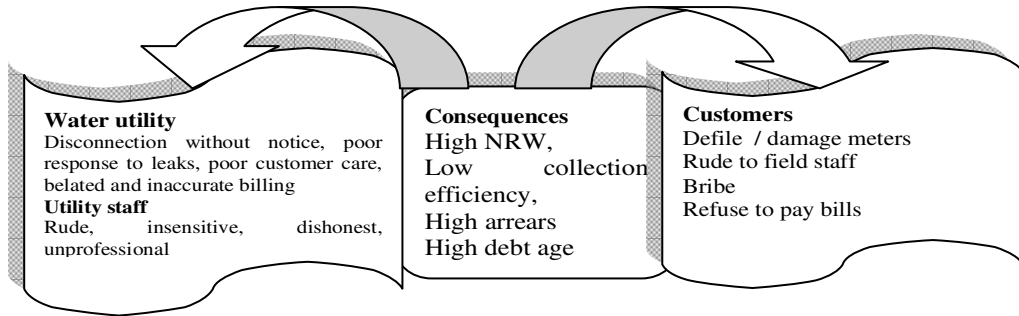 Water utility
Disconnection without notice, poor
response to leaks, poor customer care,
belated and inaccurate billing
Utility staff
Rude, insensitive, dishonest,
unprofessional
Consequences
High NRW,
Low collection
efficiency,
High arrears
High debt age
Customers
Defile / damage meters
Rude to field staff
Bribe
Refuse to pay bills